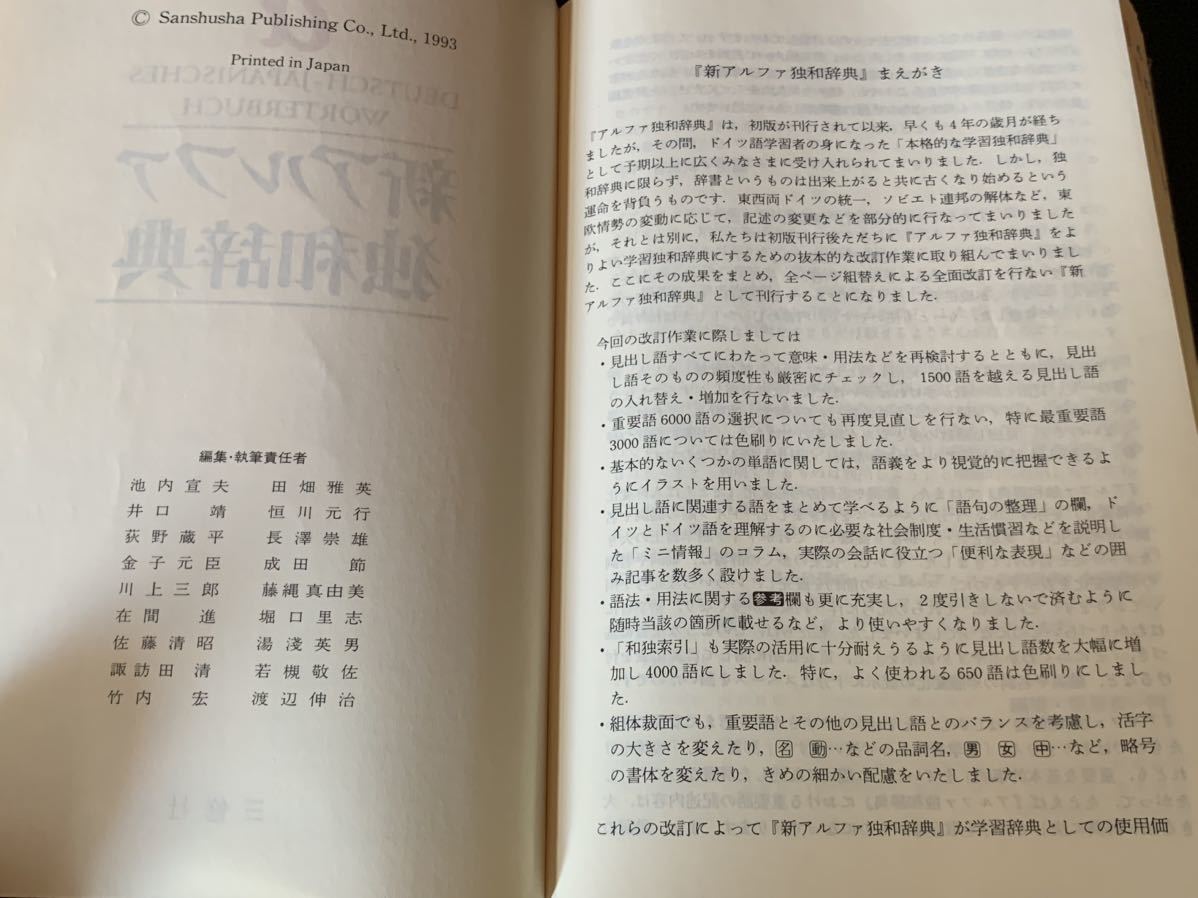 © Sanshusha Publishing Co., Ltd., 1993
Printed in Japan
DEUTSCH-JAPANISCHES
WÖRTERBUCH
新アルファ
独和辞典
編集・執筆責任者
池内宣夫 田畑雅英
井口 靖 恒川元行
荻野蔵平 長澤崇雄
金子元臣 成田 節
川上三郎 藤縄真由美
在間 進 堀口里志
佐藤清昭 湯淺英男
諏訪田 清 若槻敬佐
竹内 宏 渡辺伸治
三修社
『新アルファ独和辞典』まえがき
『アルファ独和辞典』は，初版が刊行されて以来，早くも4年の歳月が経ち
ましたが，その間，ドイツ語学習者の身になった「本格的な学習独和辞典」
として予期以上に広くみなさまに受け入れられてまいりました．しかし，独
和辞典に限らず，辞書というものは出来上がると共に古くなり始めるという
運命を背負うものです．東西両ドイツの統一，ソビエト連邦の解体など，東
欧情勢の変動に応じて，記述の変更などを部分的に行なってまいりました
が，それとは別に，私たちは初版刊行後ただちに『アルファ独和辞典』をよ
りよい学習独和辞典にするための抜本的な改訂作業に取り組んでまいりまし
た．ここにその成果をまとめ，全ページ組替えによる全面改訂を行ない『新
アルファ独和辞典』として刊行することになりました．
今回の改訂作業に際しましては
・見出し語すべてにわたって意味・用法などを再検討するとともに，見出
し語そのものの頻度性も厳密にチェックし，1500語を越える見出し語
の入れ替え・増加を行ないました．
・重要語6000語の選択についても再度見直しを行ない，特に最重要語
3000語については色刷りにいたしました．
・基本的ないくつかの単語に関しては，語義をより視覚的に把握できるよ
うにイラストを用いました．
・見出し語に関連する語をまとめて学べるように「語句の整理」の欄，ド
イツとドイツ語を理解するのに必要な社会制度・生活慣習などを説明し
た「ミニ情報」のコラム，実際の会話に役立つ「便利な表現」などの囲
み記事を数多く設けました．
・語法・用法に関する参考欄も更に充実し，2度引きしないで済むように
随時当該の箇所に載せるなど，より使いやすくなりました．
・「和独索引」も実際の活用に十分耐えうるように見出し語数を大幅に増
加し4000語にしました．特に，よく使われる650語は色刷りにしまし
た．
・組体裁面でも，重要語とその他の見出し語とのバランスを考慮し，活字
の大きさを変えたり，名 動…などの品詞名，男 女 中…など，略号
の書体を変えたり，きめの細かい配慮をいたしました．
これらの改訂によって『新アルファ独和辞典』が学習辞典としての使用価